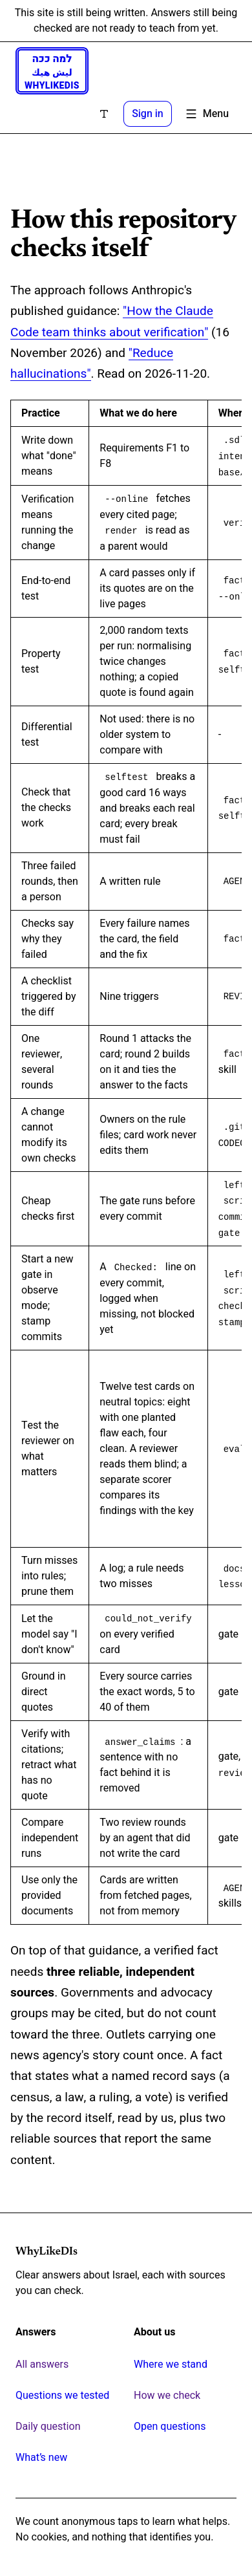 This site is still being written. Answers still being
checked are not ready to teach from yet.
למה ככה
ليش هيك
WHYLIKEDIS
T
Sign in
Menu
How this repository
checks itself
The approach follows Anthropic's
published guidance: "How the Claude
Code team thinks about verification" (16
November 2026) and "Reduce
hallucinations". Read on 2026-11-20.
Practice What we do here
Write down what "done" means Requirements F1 to F8
Verification means running the change --online fetches every cited page; render is read as a parent would
End-to-end test A card passes only if its quotes are on the live pages
Property test 2,000 random texts per run: normalising twice changes nothing; a copied quote is found again
Differential test Not used: there is no older system to compare with -
Check that the checks work selftest breaks a good card 16 ways and breaks each real card; every break must fail
Three failed rounds, then a person A written rule
Checks say why they failed Every failure names the card, the field and the fix
A checklist triggered by the diff Nine triggers
One reviewer, several rounds Round 1 attacks the card; round 2 builds on it and ties the answer to the facts skill
A change cannot modify its own checks Owners on the rule files; card work never edits them
Cheap checks first The gate runs before every commit gate
Start a new gate in observe mode; stamp commits A Checked: line on every commit, logged when missing, not blocked yet
Test the reviewer on what matters Twelve test cards on neutral topics: eight with one planted flaw each, four clean. A reviewer reads them blind; a separate scorer compares its findings with the key
Turn misses into rules; prune them A log; a rule needs two misses
Let the model say "I don't know" could_not_verify on every verified card gate
Ground in direct quotes Every source carries the exact words, 5 to 40 of them gate
Verify with citations; retract what has no quote answer_claims: a sentence with no fact behind it is removed gate,
Compare independent runs Two review rounds by an agent that did not write the card gate
Use only the provided documents Cards are written from fetched pages, not from memory skills
On top of that guidance, a verified fact
needs three reliable, independent
sources. Governments and advocacy
groups may be cited, but do not count
toward the three. Outlets carrying one
news agency's story count once. A fact
that states what a named record says (a
census, a law, a ruling, a vote) is verified
by the record itself, read by us, plus two
reliable sources that report the same
content.
WhyLikeDIs
Clear answers about Israel, each with sources
you can check.
Answers
All answers
Questions we tested
Daily question
What's new
About us
Where we stand
How we check
Open questions
We count anonymous taps to learn what helps.
No cookies, and nothing that identifies you.